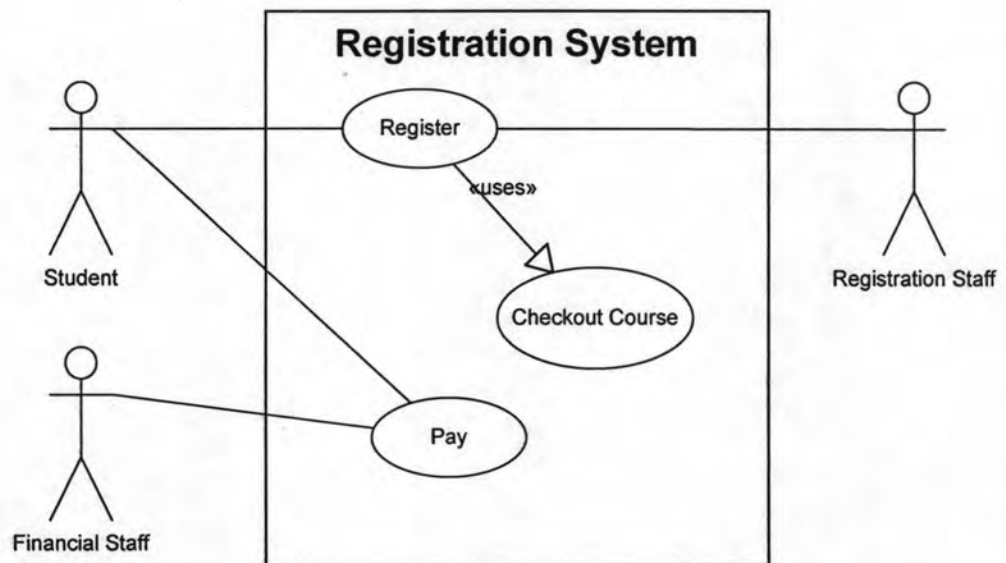 Registration System
Register
«uses»
Student
Registration Staff
Checkout Course
Pay
Financial Staff